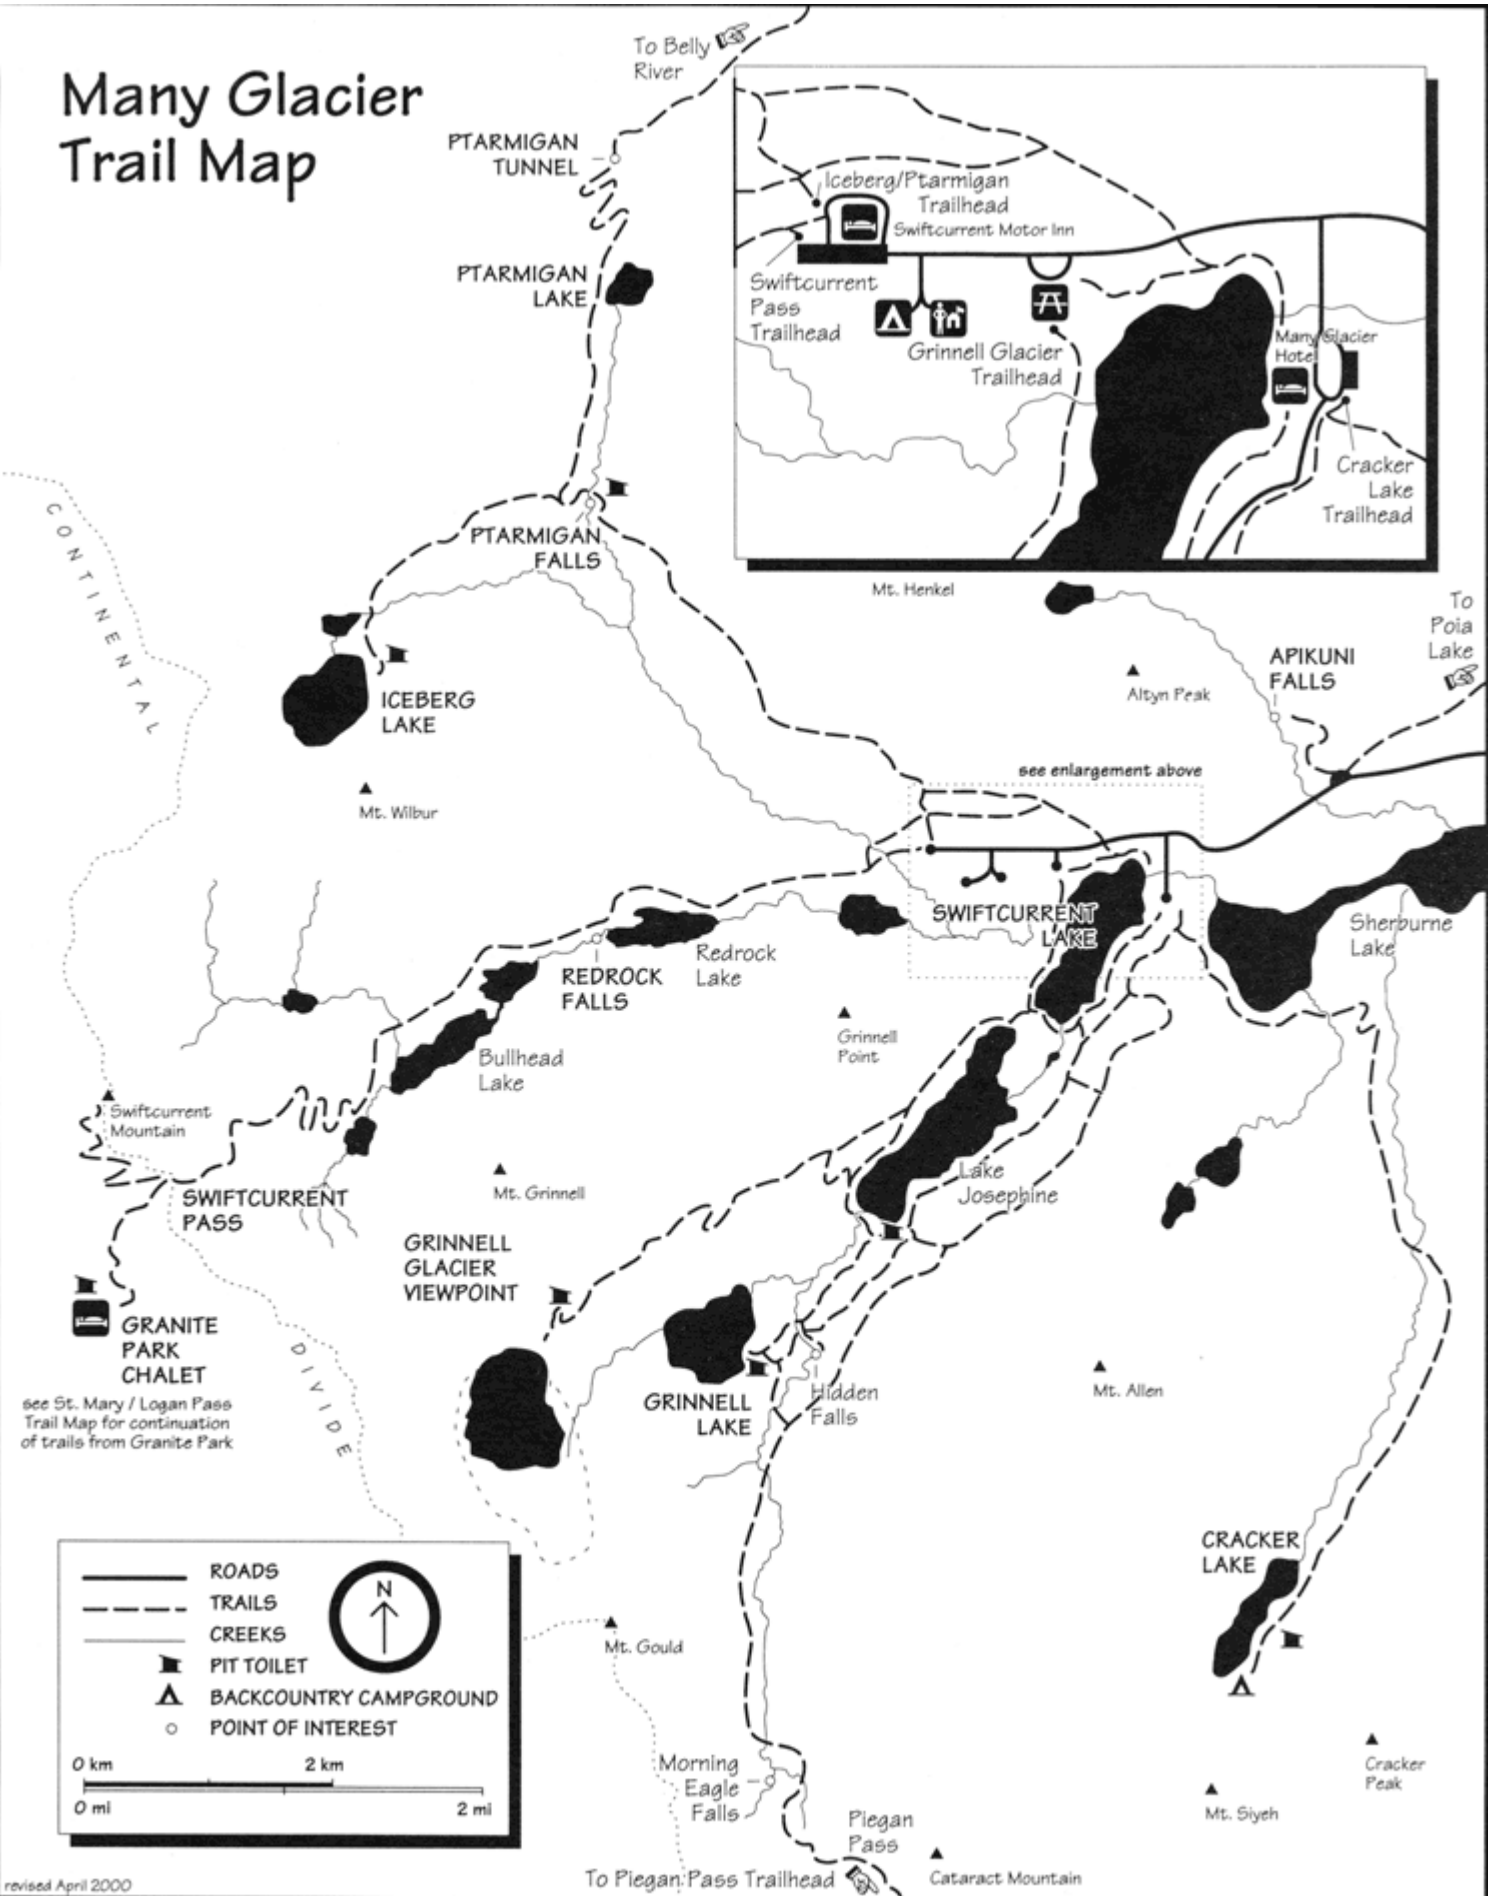 Many Glacier
Trail Map
To Belly
River
PTARMIGAN
TUNNEL
PTARMIGAN
LAKE
Iceberg/Ptarmigan
Trailhead
Swiftcurrent Motor Inn
Swiftcurrent
Pass
Trailhead
Grinnell Glacier
Trailhead
Many Glacier
Hotel
Cracker
Lake
Trailhead
CONTINENTAL
PTARMIGAN
FALLS
Mt. Henkel
To
Poia
Lake
APIKUNI
FALLS
Altyn Peak
ICEBERG
LAKE
see enlargement above
Mt. Wilbur
SWIFTCURRENT
LAKE
Sherburne
Lake
Redrock
Lake
REDROCK
FALLS
Grinnell
Point
Bullhead
Lake
Swiftcurrent
Mountain
Lake
Josephine
Mt. Grinnell
SWIFTCURRENT
PASS
GRINNELL
GLACIER
VIEWPOINT
GRANITE
PARK
CHALET
see St. Mary / Logan Pass
Trail Map for continuation
of trails from Granite Park
DIVIDE
GRINNELL
LAKE
Hidden
Falls
Mt. Allen
CRACKER
LAKE
ROADS
TRAILS
CREEKS
PIT TOILET
BACKCOUNTRY CAMPGROUND
POINT OF INTEREST
N
0 km
2 km
0 mi
2 mi
Mt. Gould
Morning
Eagle
Falls
Cracker
Peak
Mt. Siyeh
Piegan
Pass
To Piegan Pass Trailhead
Cataract Mountain
revised April 2000